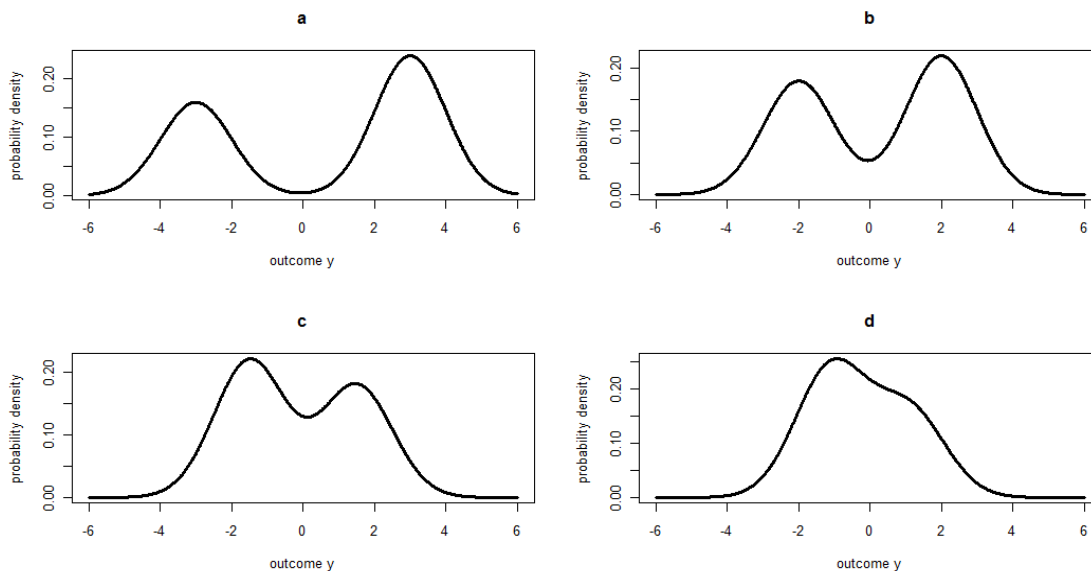 a
probability density
0.00 0.10 0.20
-6 -4 -2 0 2 4 6
outcome y
b
probability density
0.00 0.10 0.20
-6 -4 -2 0 2 4 6
outcome y
c
probability density
0.00 0.10 0.20
-6 -4 -2 0 2 4 6
outcome y
d
probability density
0.00 0.10 0.20
-6 -4 -2 0 2 4 6
outcome y